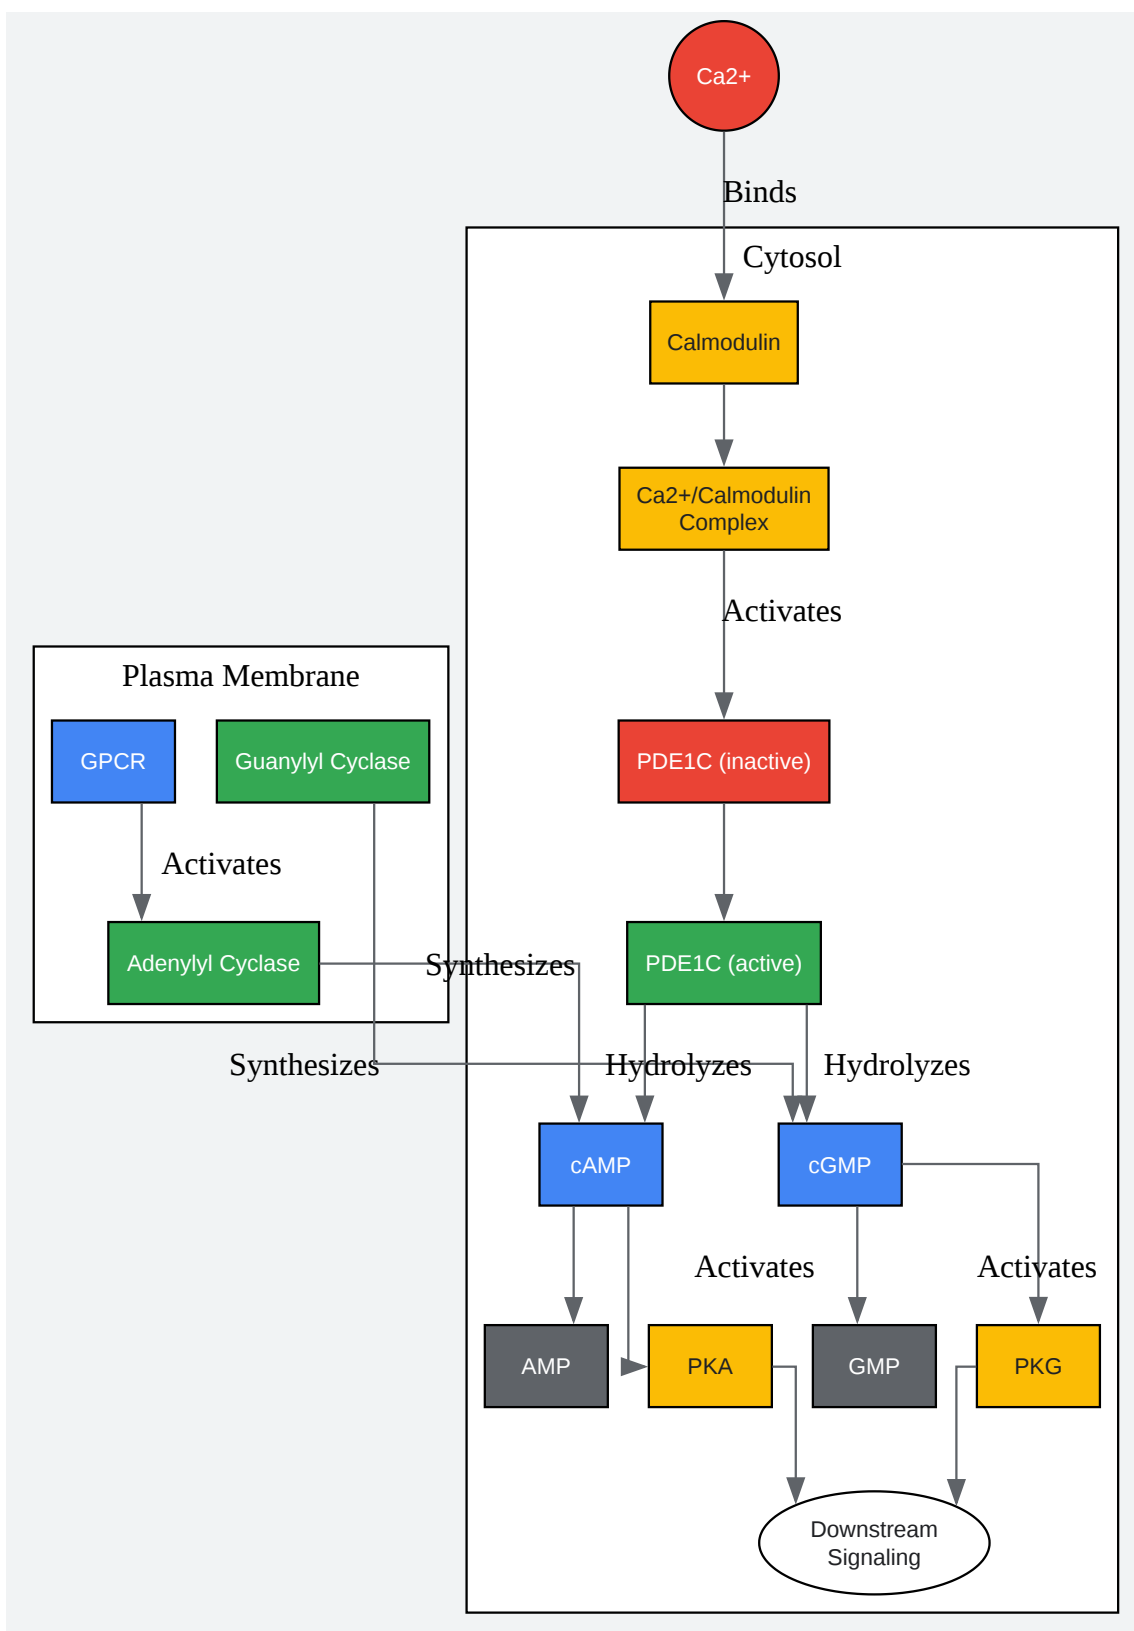 Ca2+
Binds
Cytosol
Calmodulin
Ca2+/Calmodulin
Complex
Activates
Plasma Membrane
GPCR
Guanylyl Cyclase
PDE1C (inactive)
Activates
Adenylyl Cyclase
Synthesizes
PDE1C (active)
Synthesizes
Hydrolyzes
Hydrolyzes
cAMP
cGMP
Activates
Activates
AMP
PKA
GMP
PKG
Downstream
Signaling